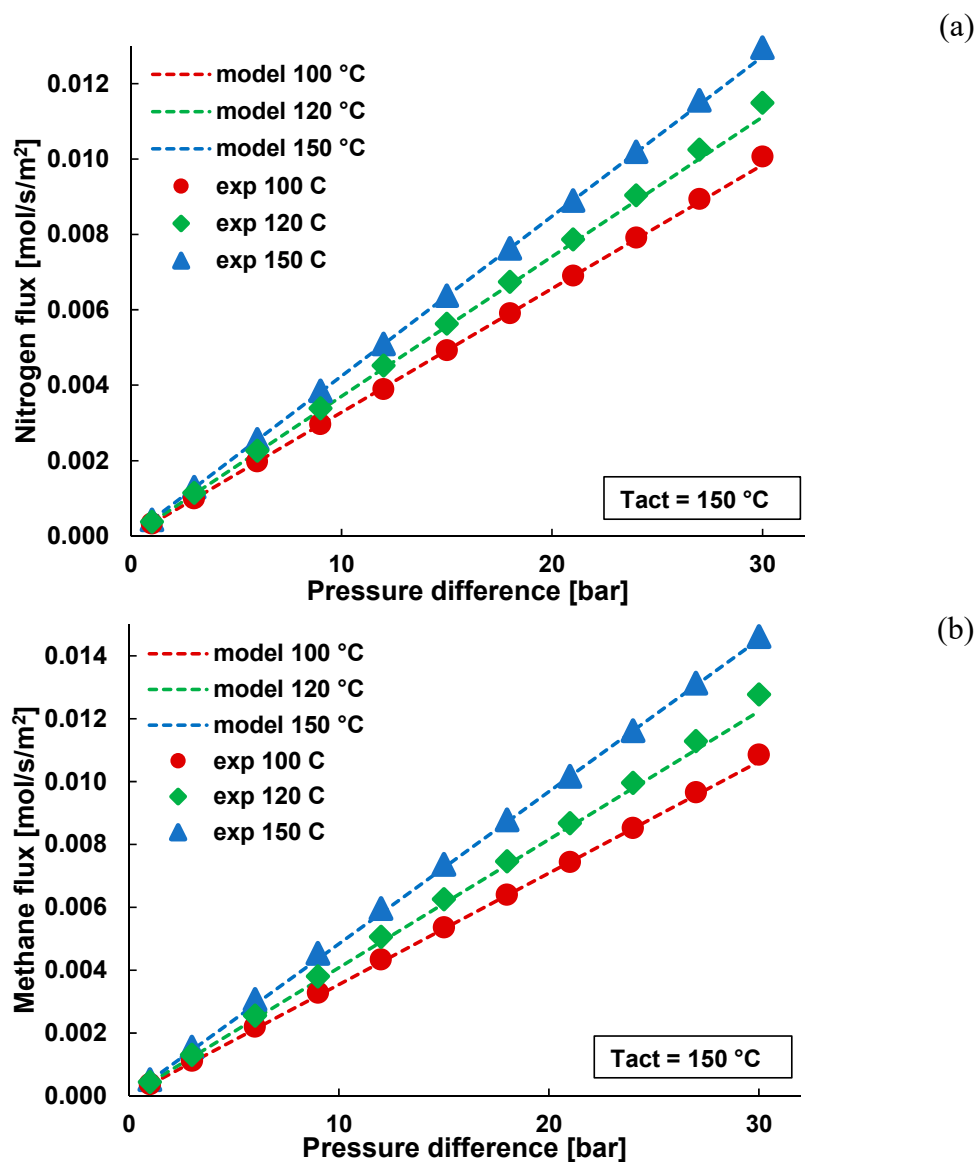 (a)
Nitrogen flux [mol/s/m²]
0.012
0.010
0.008
0.006
0.004
0.002
0.000
model 100 °C
model 120 °C
model 150 °C
exp 100 C
exp 120 C
exp 150 C
Tact = 150 °C
0 10 20 30
Pressure difference [bar]
(b)
Methane flux [mol/s/m²]
0.014
0.012
0.010
0.008
0.006
0.004
0.002
0.000
model 100 °C
model 120 °C
model 150 °C
exp 100 C
exp 120 C
exp 150 C
Tact = 150 °C
0 10 20 30
Pressure difference [bar]